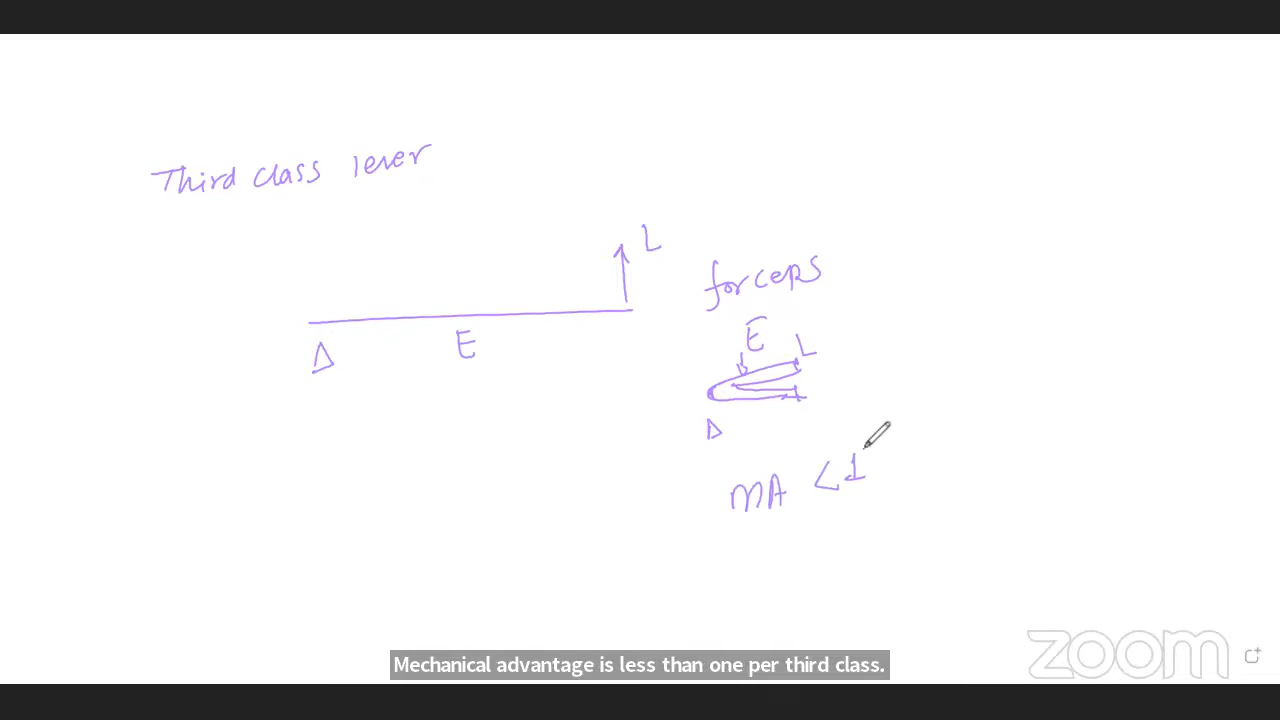 Third class lever
L
forceps
E
E
L
Δ
Δ
MA < 1
Mechanical advantage is less than one per third class.
zoom